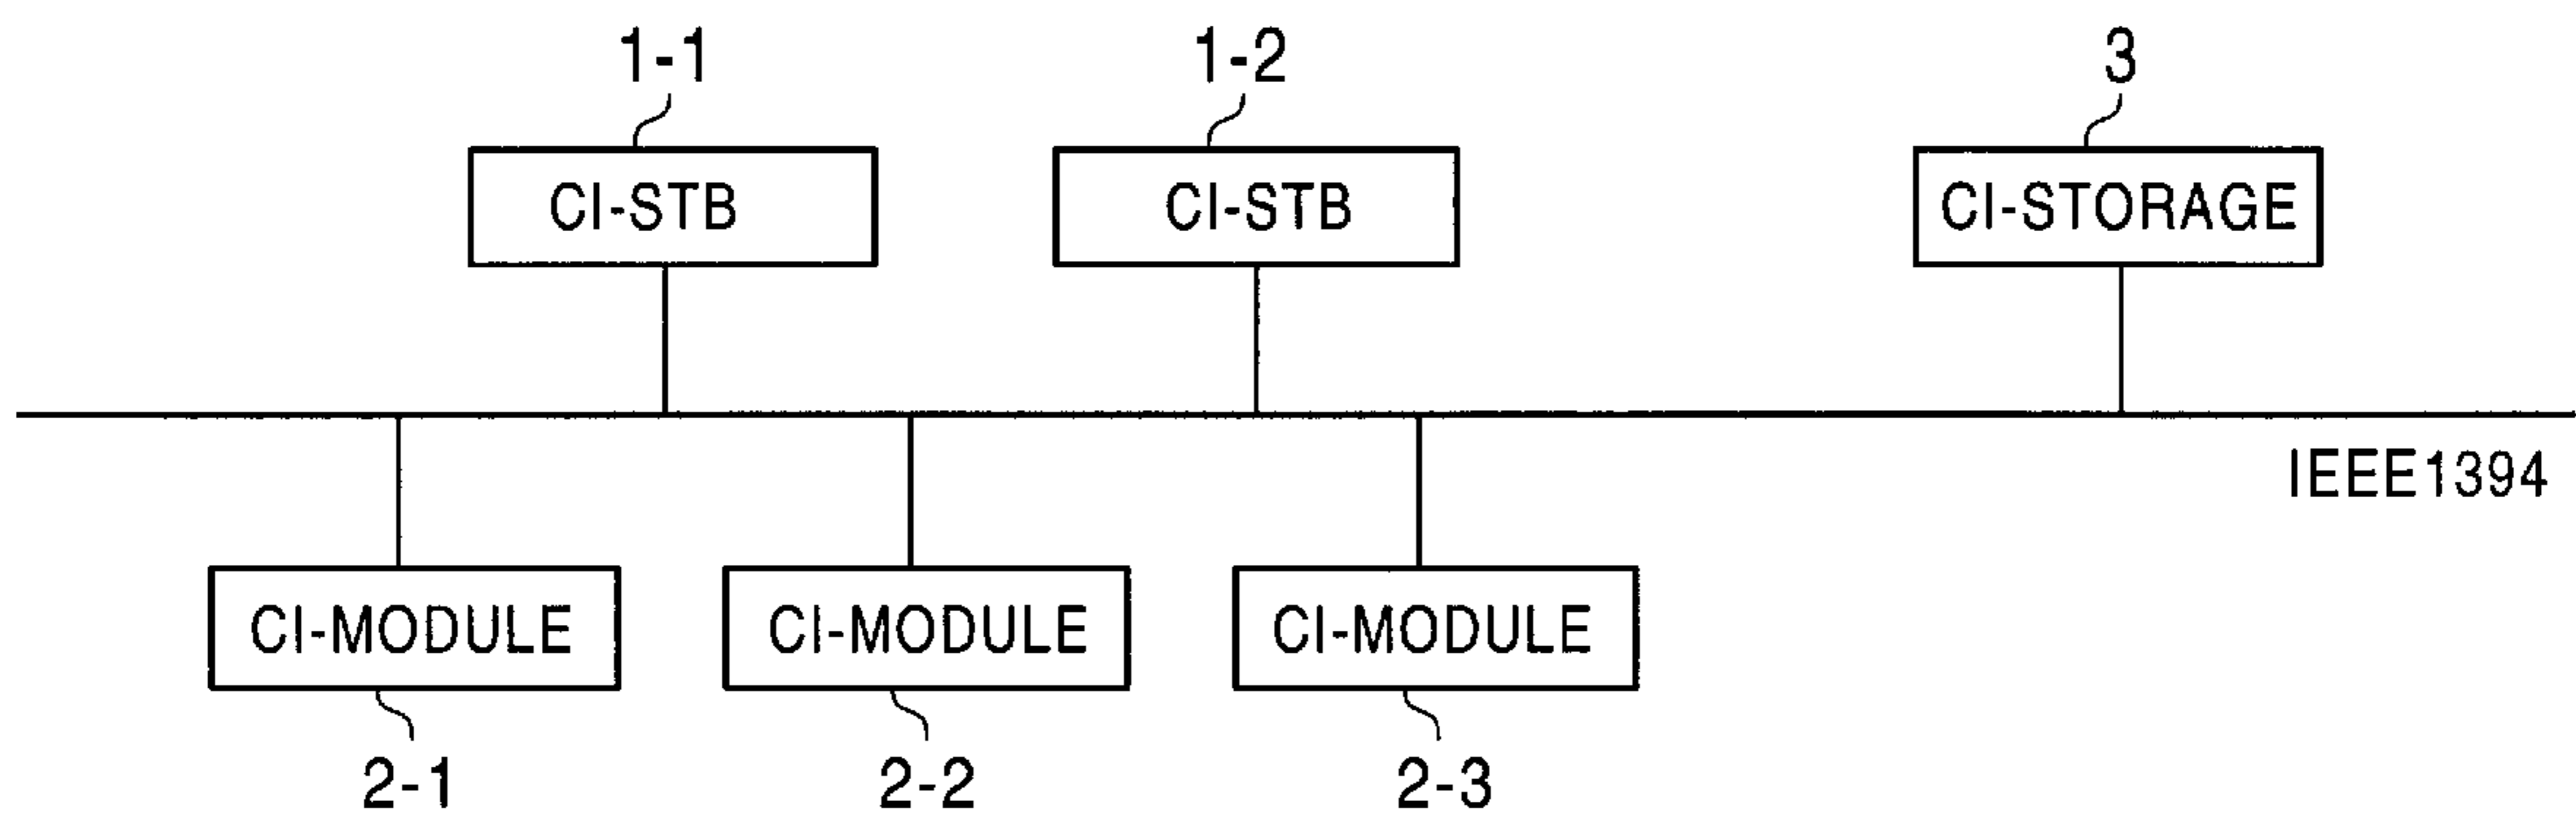 1-1
1-2
3
CI-STB
CI-STB
CI-STORAGE
IEEE1394
CI-MODULE
CI-MODULE
CI-MODULE
2-1
2-2
2-3